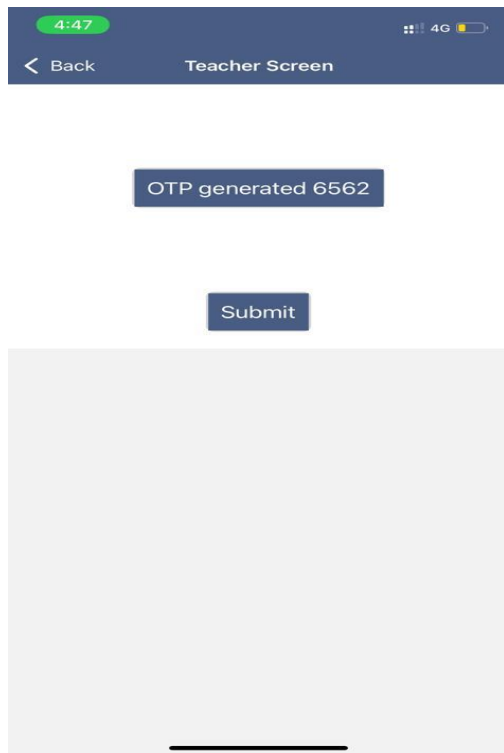 4:47
4G
Back
Teacher Screen
OTP generated 6562
Submit